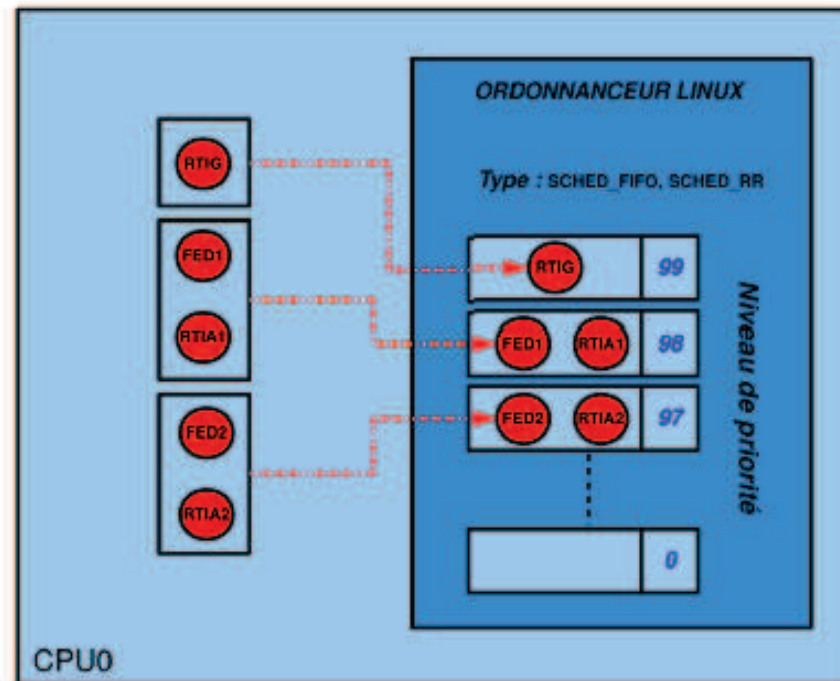 ORDONNANCEUR LINUX
Type : SCHED_FIFO, SCHED_RR
RTIG
FED1
RTIA1
FED2
RTIA2
RTIG 99
FED1 RTIA1 98
FED2 RTIA2 97
0
Niveau de priorité
CPU0